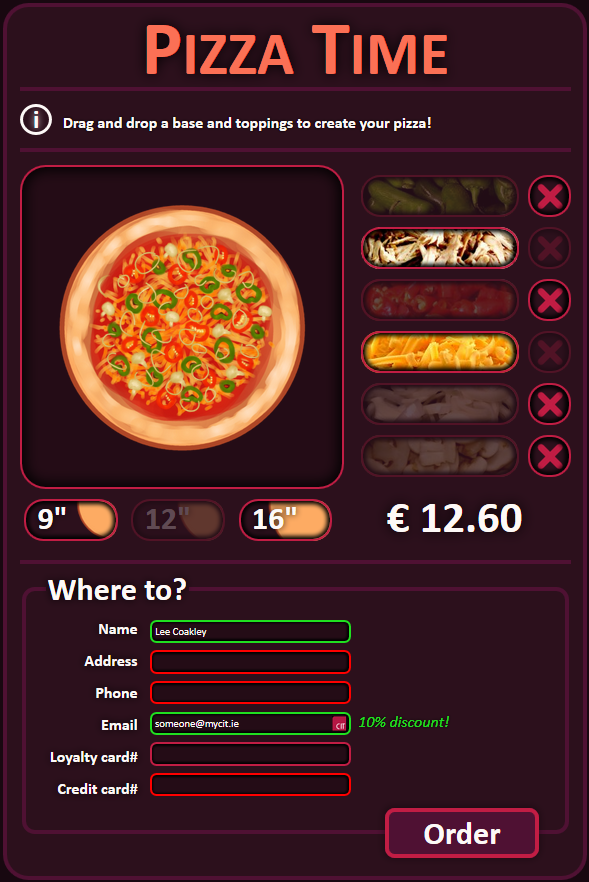 Pizza Time
i
Drag and drop a base and toppings to create your pizza!
9" 12" 16" € 12.60
Where to?
Name Lee Coakley
Address
Phone
Email someone@mycit.ie CIT 10% discount!
Loyalty card#
Credit card#
Order